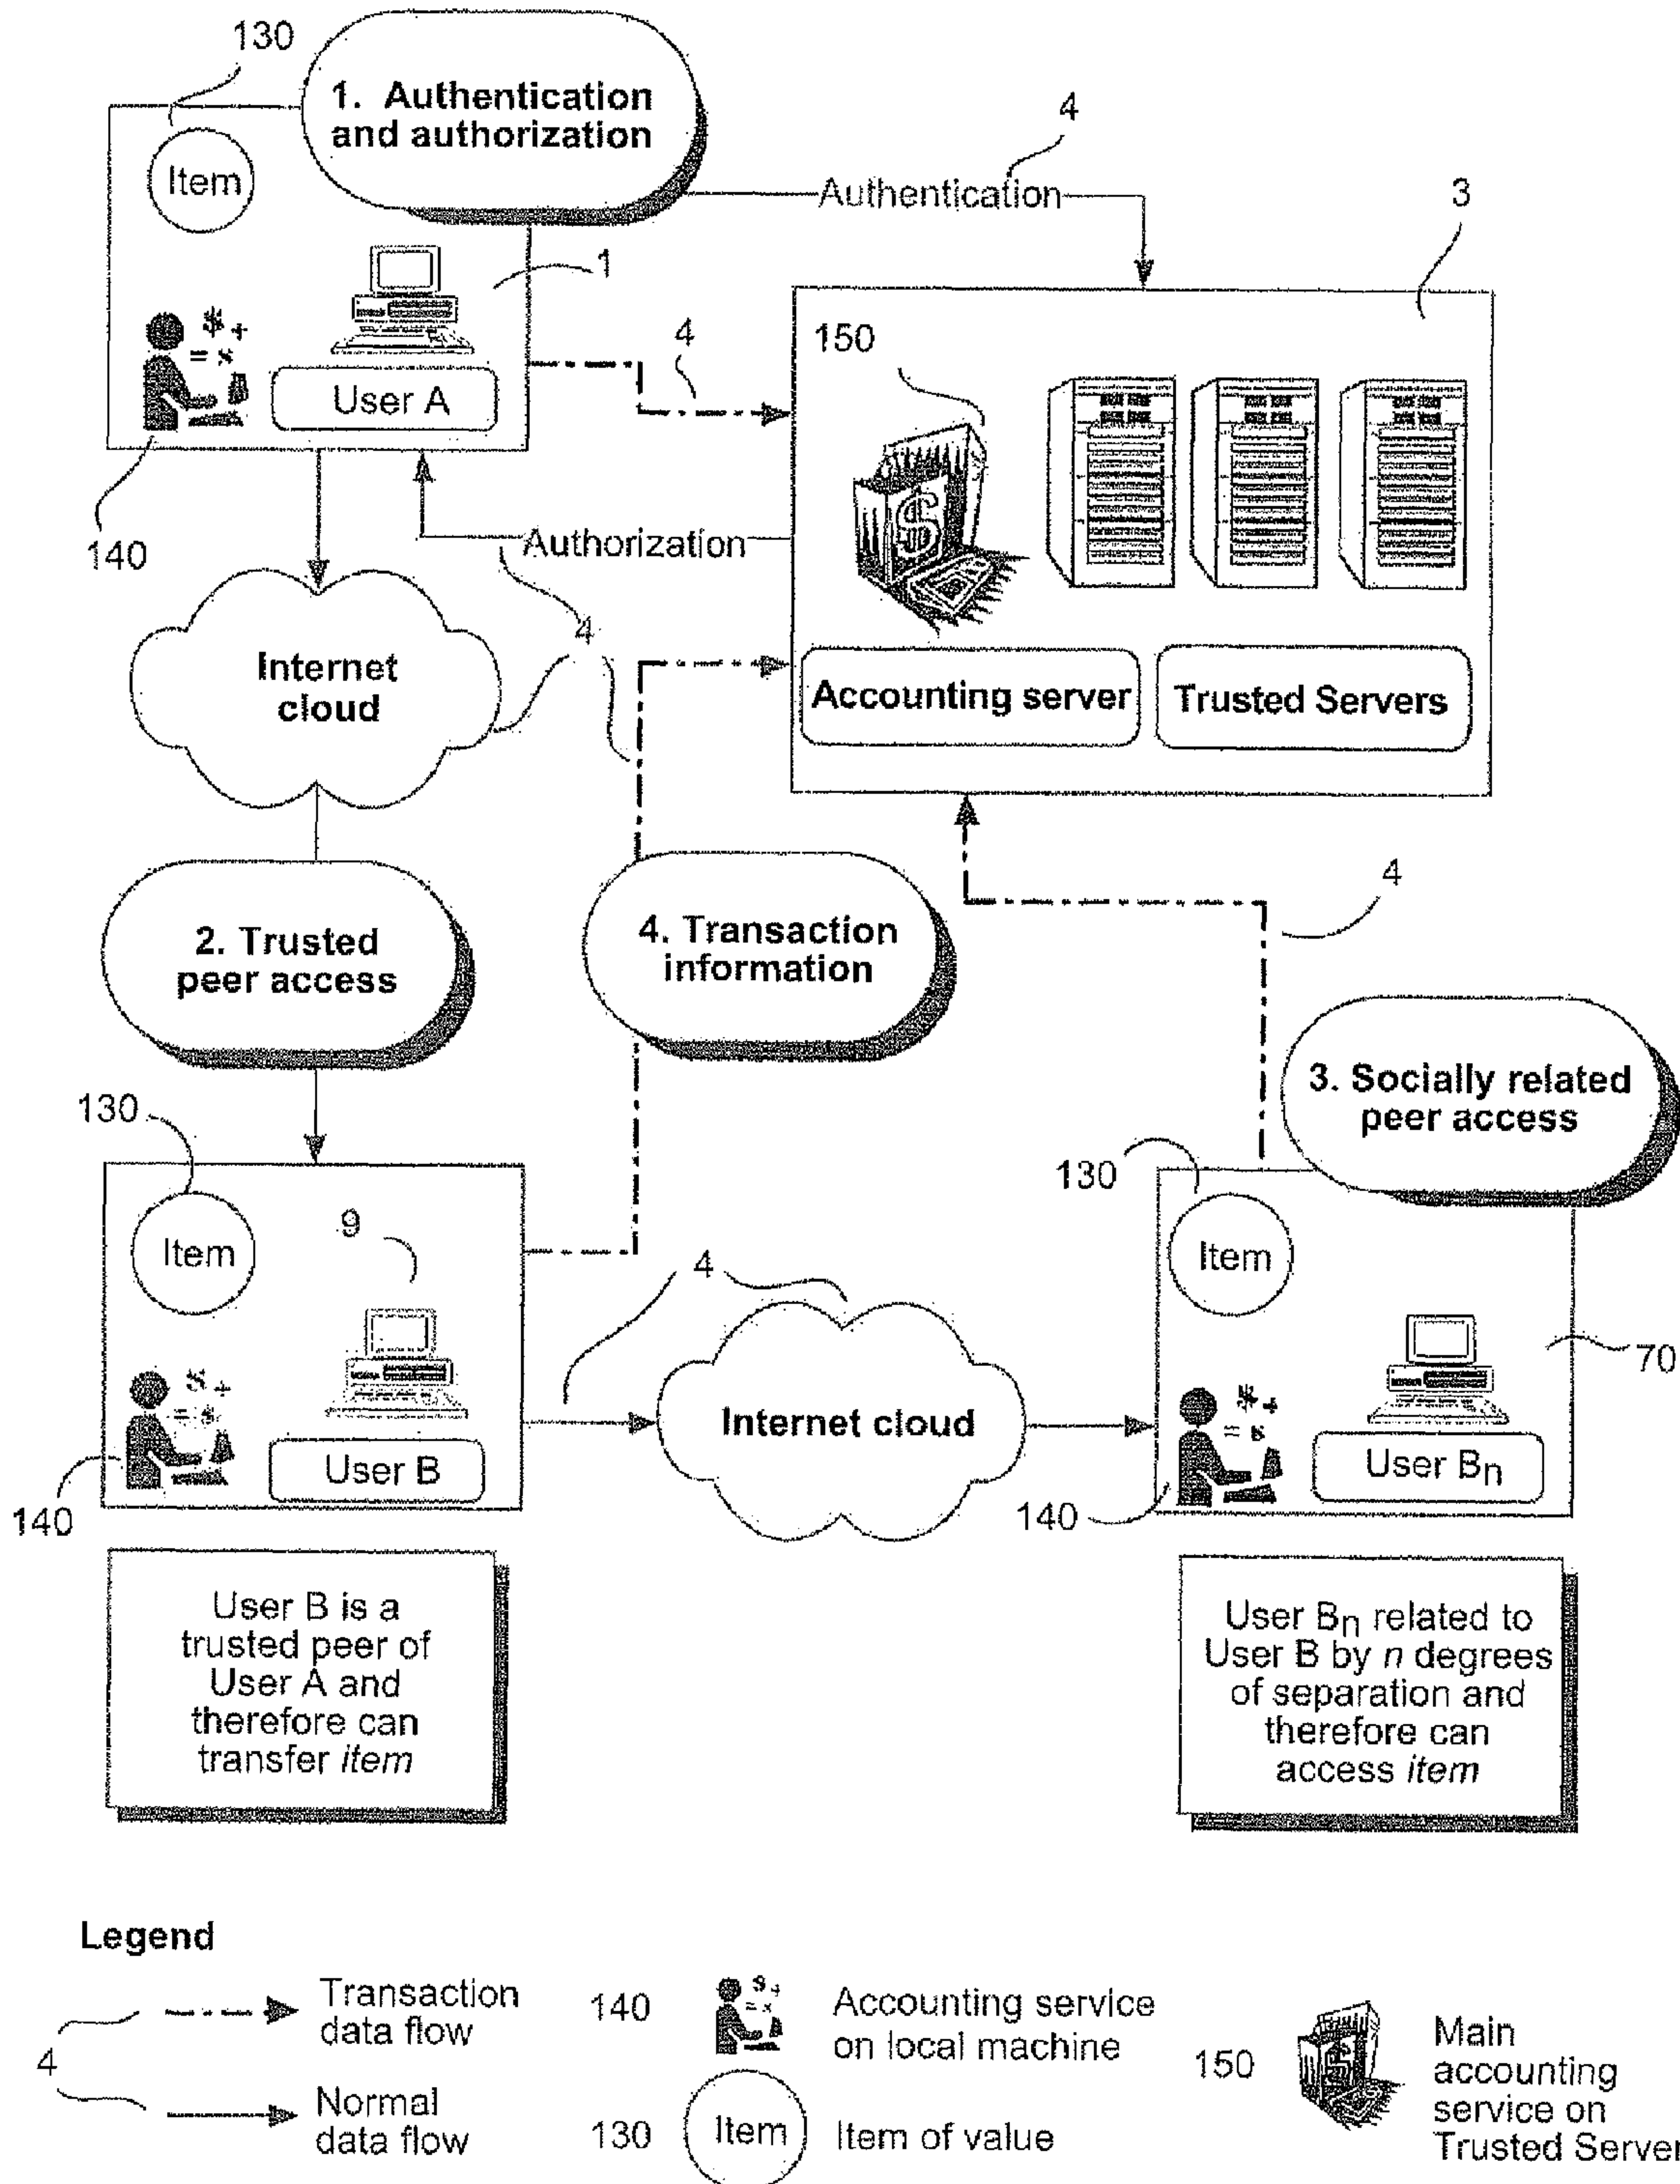 130
1. Authentication
and authorization
4
Item
Authentication
3
1
$ +
= x
4
150
User A
140
Authorization
$
4
Internet
cloud
Accounting server
Trusted Servers
4
2. Trusted
peer access
4. Transaction
information
3. Socially related
peer access
130
130
Item
9
4
Item
70
$ +
= x
$ +
= x
Internet cloud
User B
User Bn
140
140
User B is a
trusted peer of
User A and
therefore can
transfer item
User Bn related to
User B by n degrees
of separation and
therefore can
access item
Legend
Transaction
data flow
4
Normal
data flow
140
$ +
= x
Accounting service
on local machine
130
Item
Item of value
150
$
Main
accounting
service on
Trusted Server